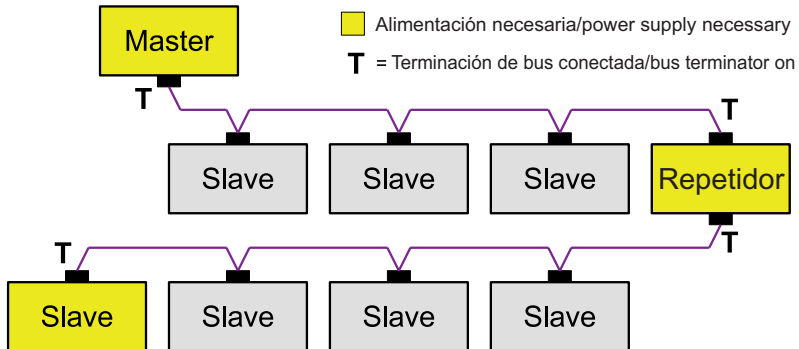 Master
Alimentación necesaria/power supply necessary
T = Terminación de bus conectada/bus terminator on
T
T
Slave
Slave
Slave
Repetidor
T
T
Slave
Slave
Slave
Slave